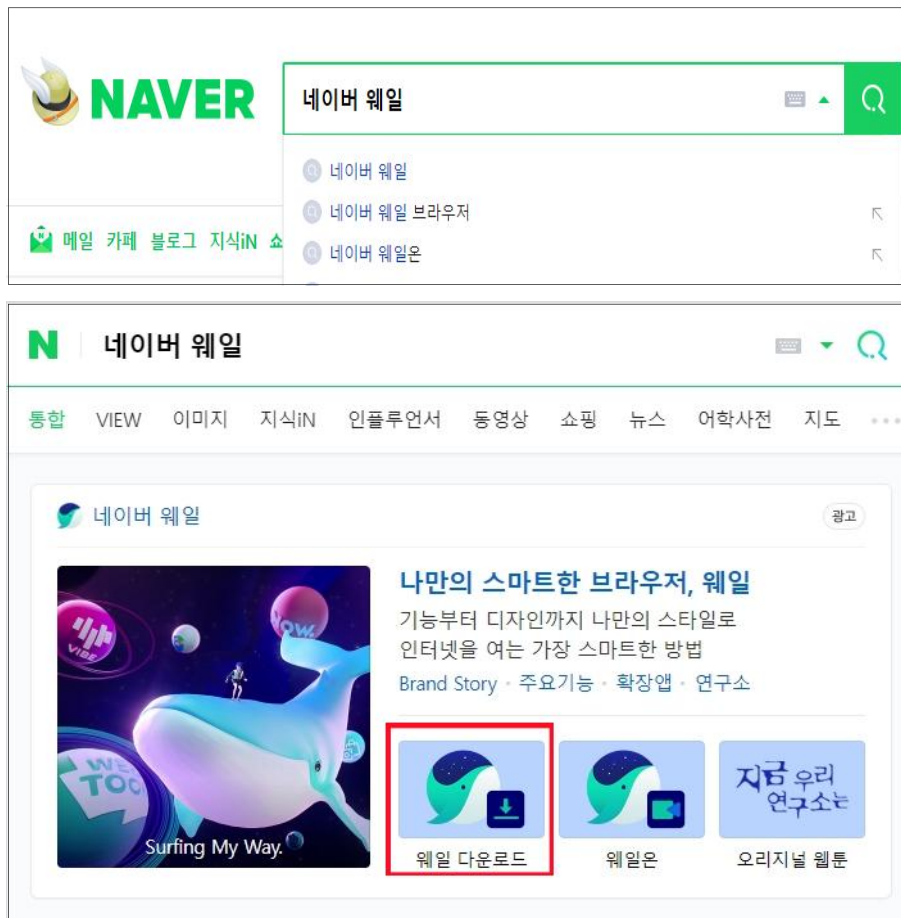 NAVER
네이버 웨일
네이버 웨일
네이버 웨일 브라우저
네이버 웨일온
메일 카페 블로그 지식iN 쇼
N 네이버 웨일
통합 VIEW 이미지 지식iN 인플루언서 동영상 쇼핑 뉴스 어학사전 지도
네이버 웨일
광고
VIBE
NOW.
WEB
TOO
Surfing My Way.
나만의 스마트한 브라우저, 웨일
기능부터 디자인까지 나만의 스타일로
인터넷을 여는 가장 스마트한 방법
Brand Story · 주요기능 · 확장앱 · 연구소
지금 우리
연구소는
웨일 다운로드 웨일온 오리지널 웹툰